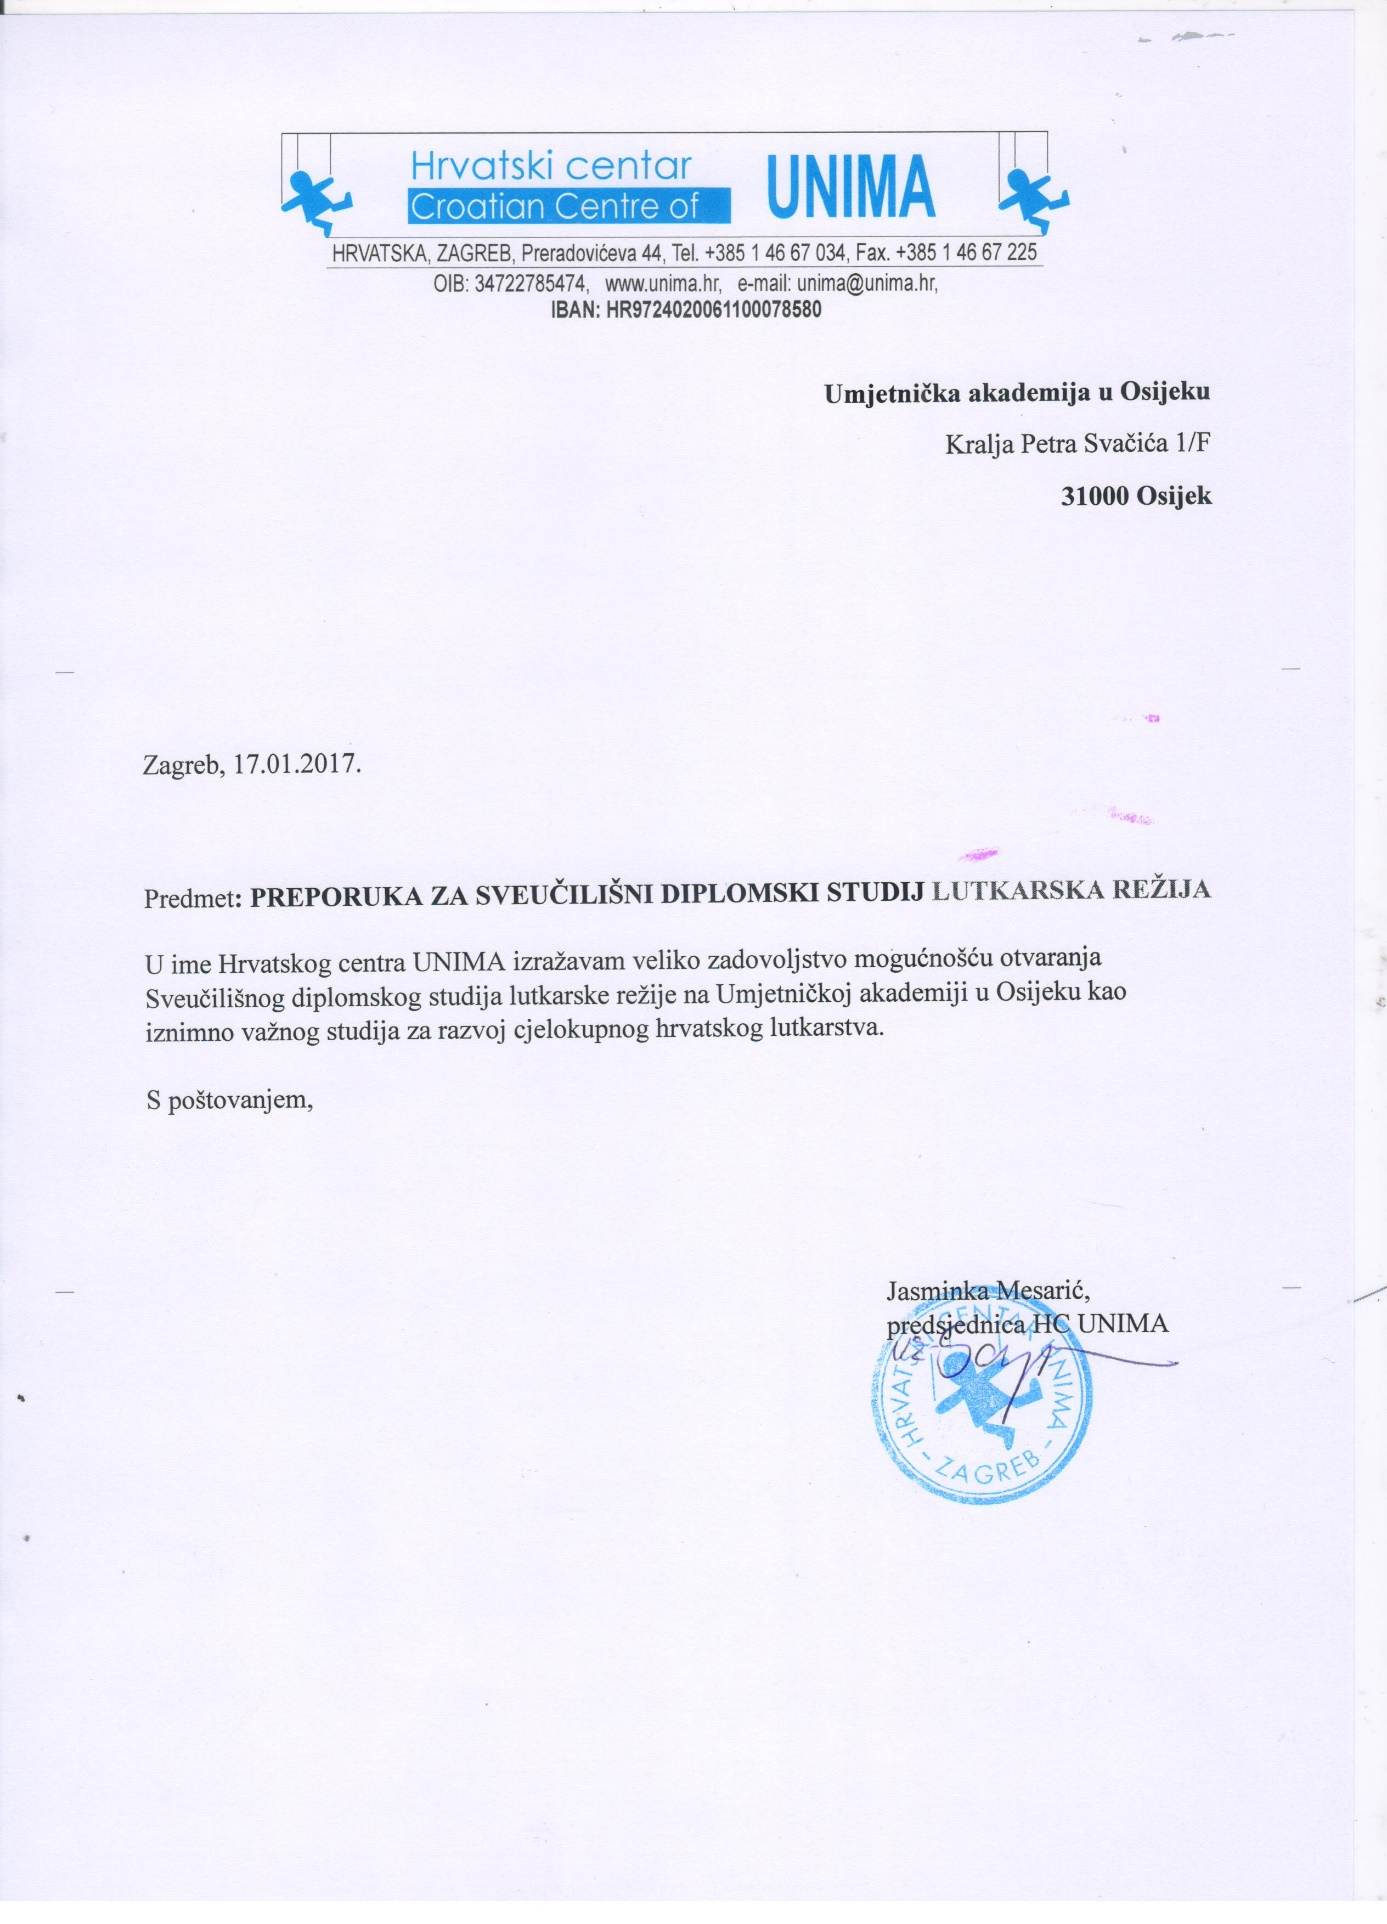 Hrvatski centar
Croatian Centre of
UNIMA
HRVATSKA, ZAGREB, Preradovićeva 44, Tel. +385 1 46 67 034, Fax. +385 1 46 67 225
OIB: 34722785474, www.unima.hr, e-mail: unima@unima.hr,
IBAN: HR9724020061100078580
Umjetnička akademija u Osijeku
Kralja Petra Svačića 1/F
31000 Osijek
Zagreb, 17.01.2017.
Predmet: PREPORUKA ZA SVEUČILIŠNI DIPLOMSKI STUDIJ LUTKARSKA REŽIJA
U ime Hrvatskog centra UNIMA izražavam veliko zadovoljstvo mogućnošću otvaranja
Sveučilišnog diplomskog studija lutkarske režije na Umjetničkoj akademiji u Osijeku kao
iznimno važnog studija za razvoj cjelokupnog hrvatskog lutkarstva.
S poštovanjem,
Jasminka Mesarić,
predsjednica HC UNIMA
HRVATSKI CENTAR UNIMA
- ZAGREB -